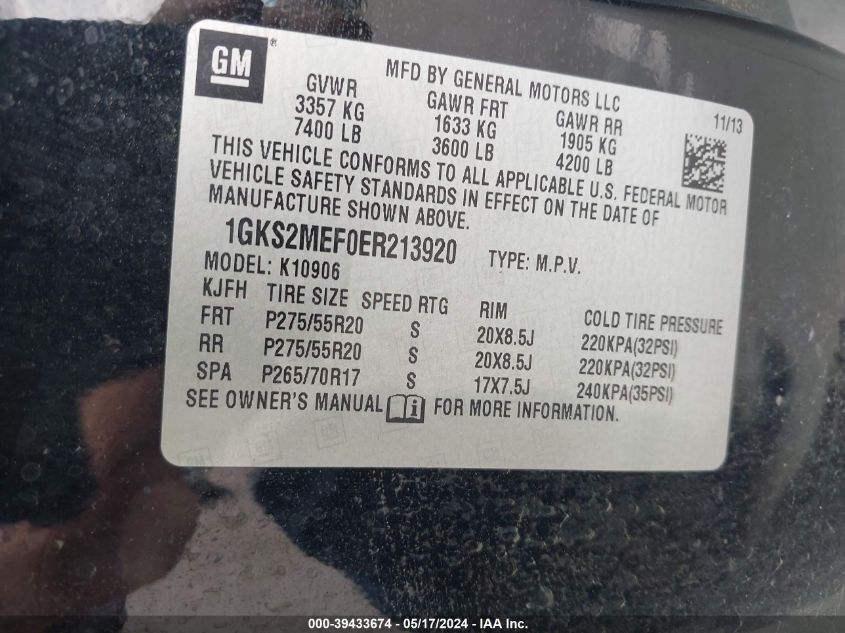 GM®
MFD BY GENERAL MOTORS LLC
GVWR GAWR FRT GAWR RR 11/13
3357 KG 1633 KG 1905 KG
7400 LB 3600 LB 4200 LB
THIS VEHICLE CONFORMS TO ALL APPLICABLE U.S. FEDERAL MOTOR
VEHICLE SAFETY STANDARDS IN EFFECT ON THE DATE OF
MANUFACTURE SHOWN ABOVE.
1GKS2MEF0ER213920 TYPE: M.P.V.
MODEL: K10906
KJFH TIRE SIZE SPEED RTG RIM COLD TIRE PRESSURE
FRT P275/55R20 S 20X8.5J 220KPA(32PSI)
RR P275/55R20 S 20X8.5J 220KPA(32PSI)
SPA P265/70R17 S 17X7.5J 240KPA(35PSI)
SEE OWNER'S MANUAL i FOR MORE INFORMATION.
000-39433674 - 05/17/2024 - IAA Inc.